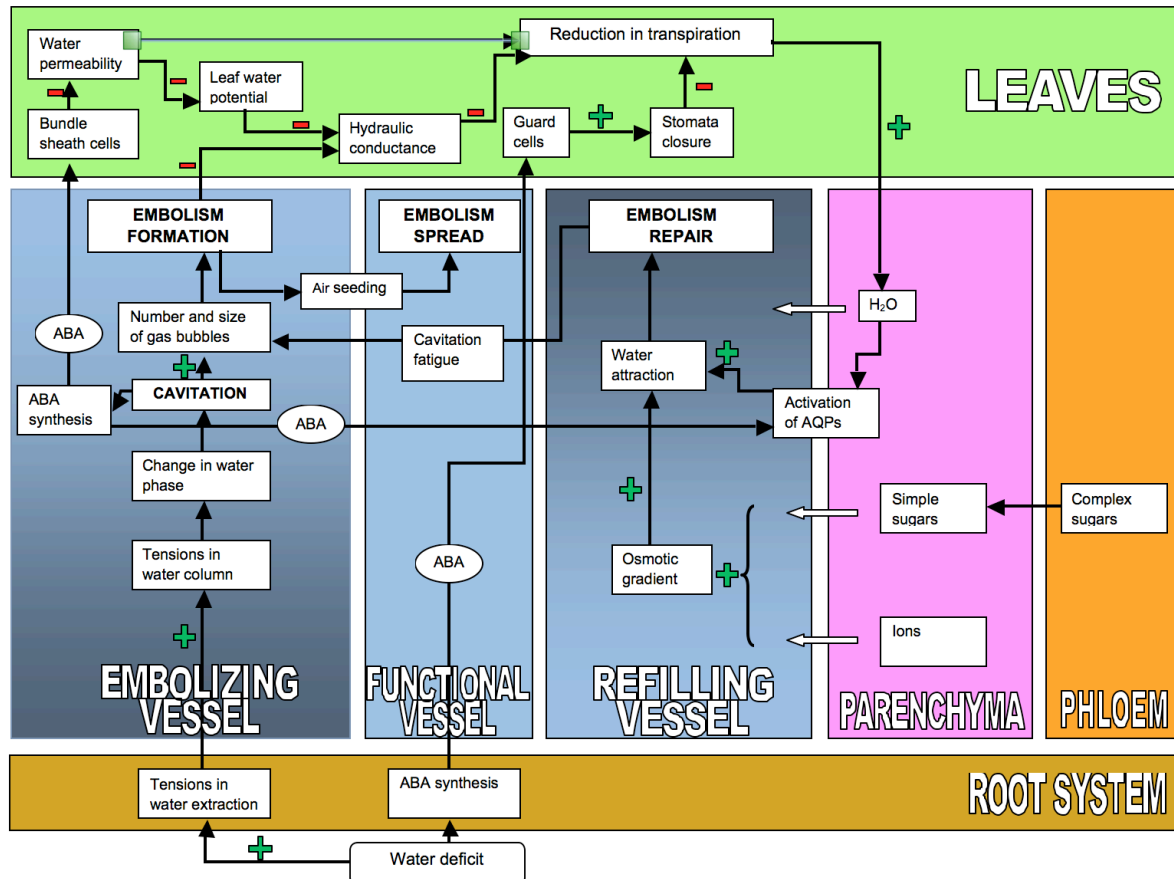 Water
permeability
Reduction in transpiration
Leaf water
potential
LEAVES
Bundle
sheath cells
Hydraulic
conductance
Guard
cells
Stomata
closure
EMBOLISM
FORMATION
EMBOLISM
SPREAD
EMBOLISM
REPAIR
Air seeding
H2O
ABA
Number and size
of gas bubbles
Cavitation
fatigue
Water
attraction
ABA
synthesis
CAVITATION
ABA
Activation
of AQPs
Change in water
phase
Simple
sugars
Complex
sugars
Tensions in
water column
ABA
Osmotic
gradient
Ions
EMBOLIZING
VESSEL
FUNCTIONAL
VESSEL
REFILLING
VESSEL
PARENCHYMA
PHLOEM
Tensions in
water extraction
ABA synthesis
ROOT SYSTEM
Water deficit